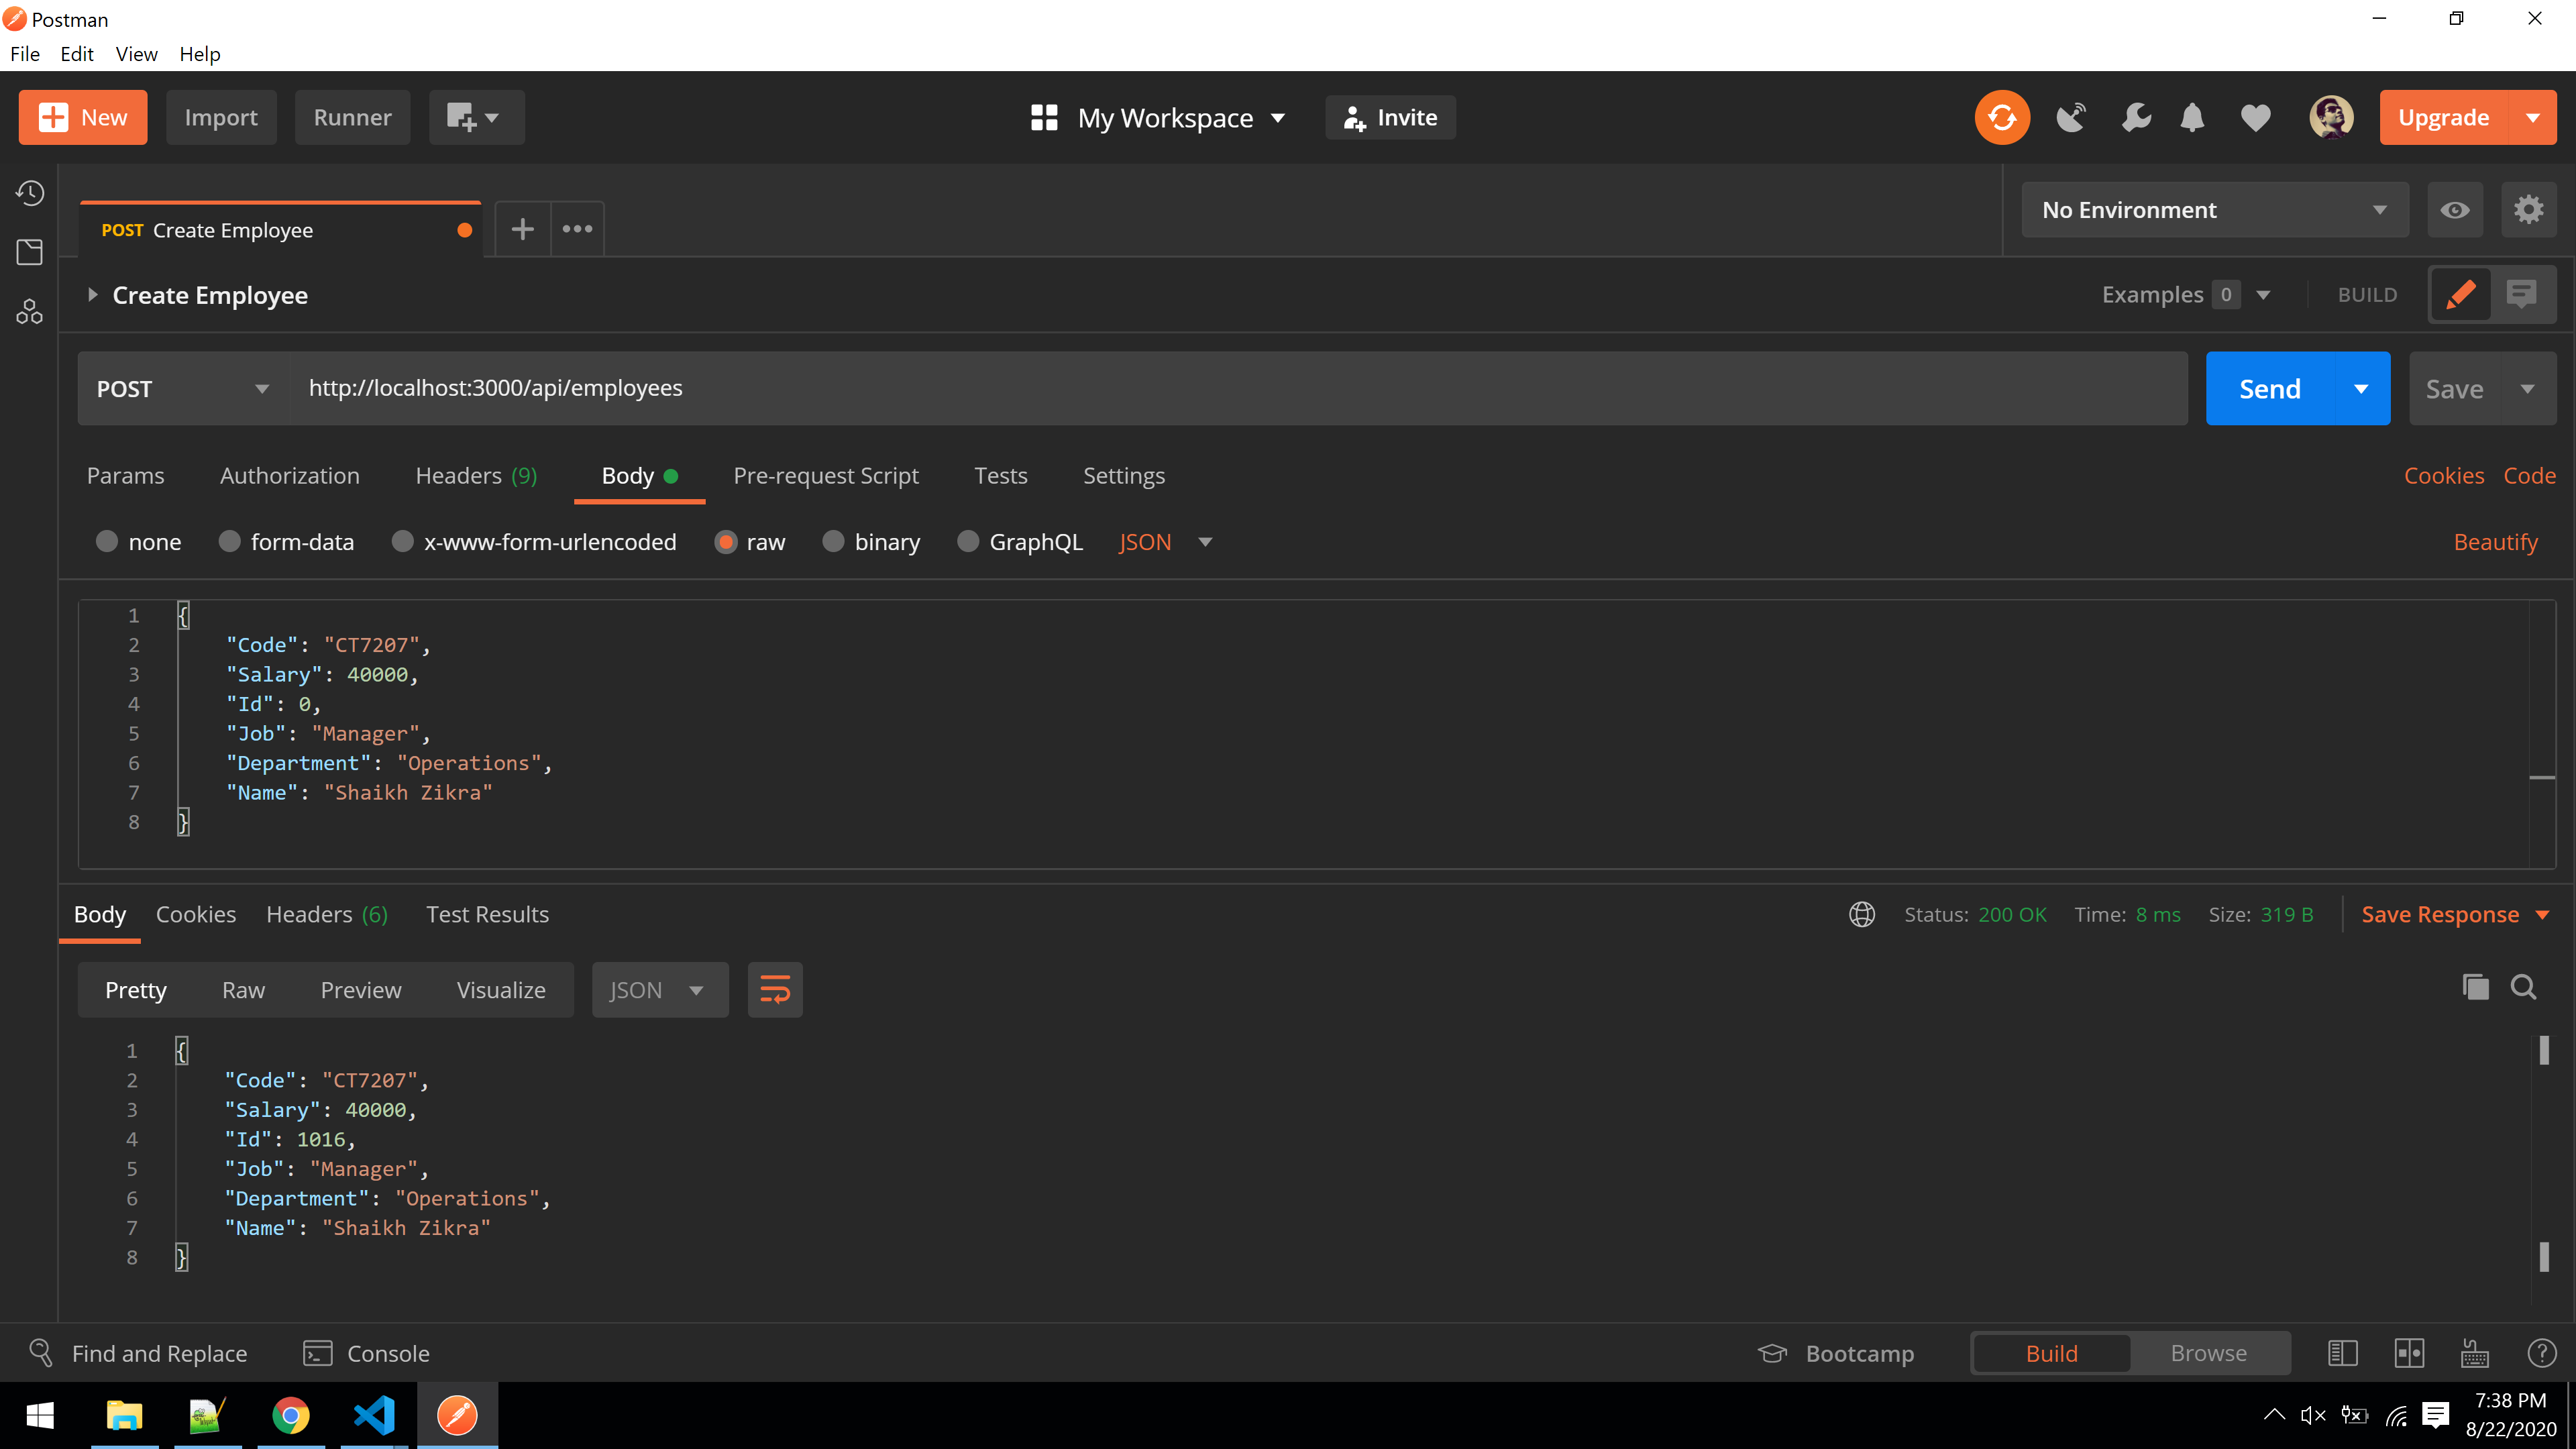 Postman
File Edit View Help
New Import Runner My Workspace Invite Upgrade
POST Create Employee No Environment
Create Employee Examples 0 BUILD
POST http://localhost:3000/api/employees Send Save
Params Authorization Headers (9) Body Pre-request Script Tests Settings Cookies Code
none form-data x-www-form-urlencoded raw binary GraphQL JSON Beautify
1 {
2 "Code": "CT7207",
3 "Salary": 40000,
4 "Id": 0,
5 "Job": "Manager",
6 "Department": "Operations",
7 "Name": "Shaikh Zikra"
8 }
Body Cookies Headers (6) Test Results Status: 200 OK Time: 8 ms Size: 319 B Save Response
Pretty Raw Preview Visualize JSON
1 {
2 "Code": "CT7207",
3 "Salary": 40000,
4 "Id": 1016,
5 "Job": "Manager",
6 "Department": "Operations",
7 "Name": "Shaikh Zikra"
8 }
Find and Replace Console Bootcamp Build Browse
7:38 PM
8/22/2020